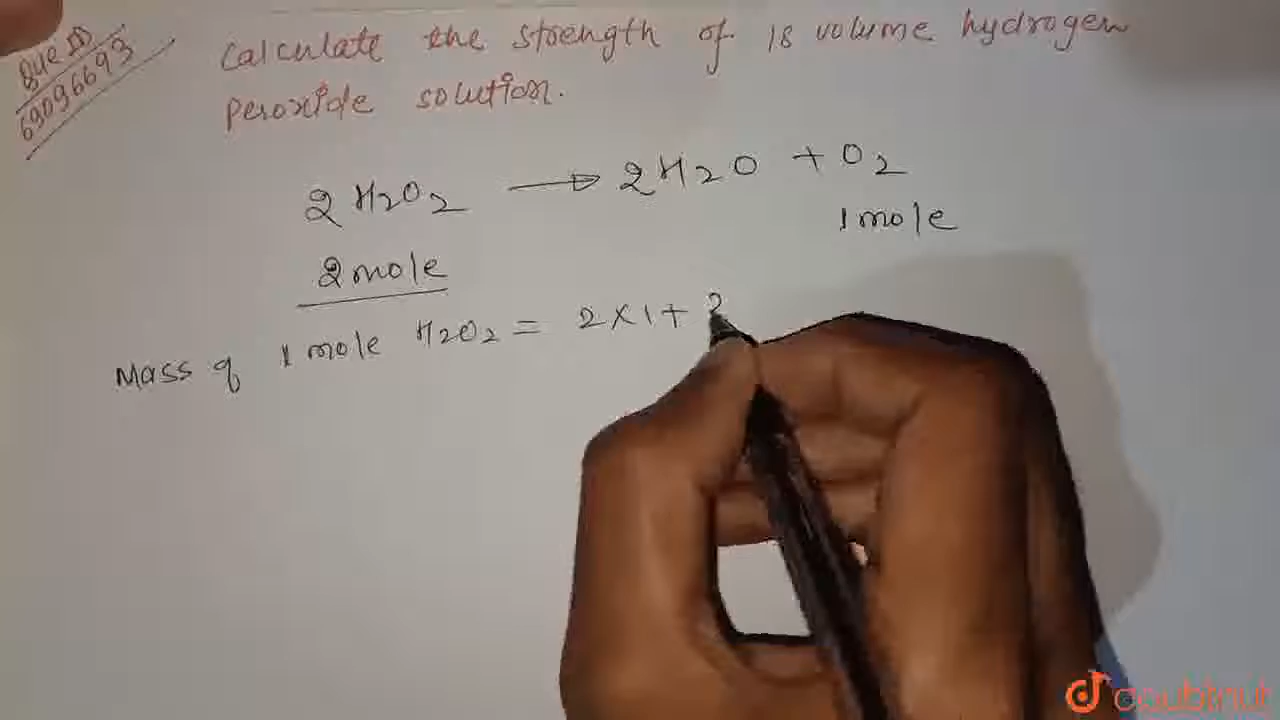 Que ID
69096693
Calculate the strength of 18 volume hydrogen
peroxide solution.
2H2O2 → 2H2O + O2
2 mole 1 mole
Mass of 1 mole H2O2 = 2 × 1 + 2
doubtnut